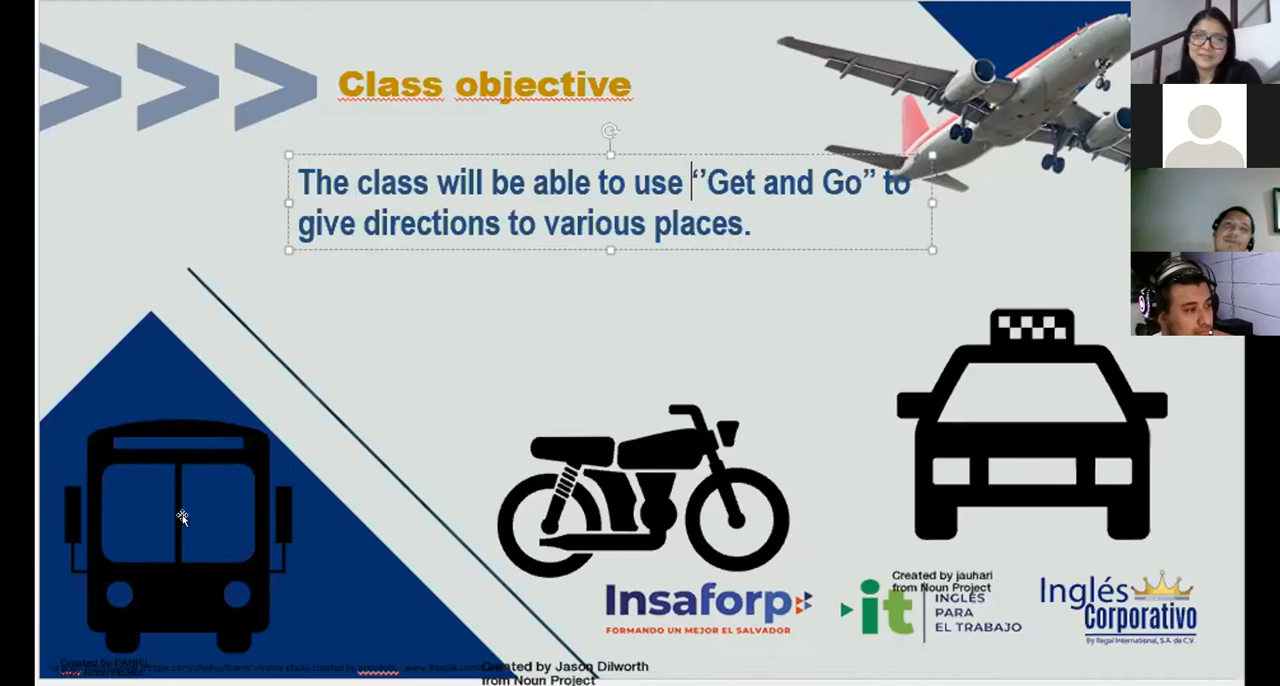 Class objective
The class will be able to use ‘’Get and Go” to
give directions to various places.
Created by jauhari
from Noun Project
Insaforp
FORMANDO UN MEJOR EL SALVADOR
it
INGLÉS
PARA
EL TRABAJO
Inglés
Corporativo
By Regal International, S.A. de C.V.
Created by Jason Dilworth
from Noun Project